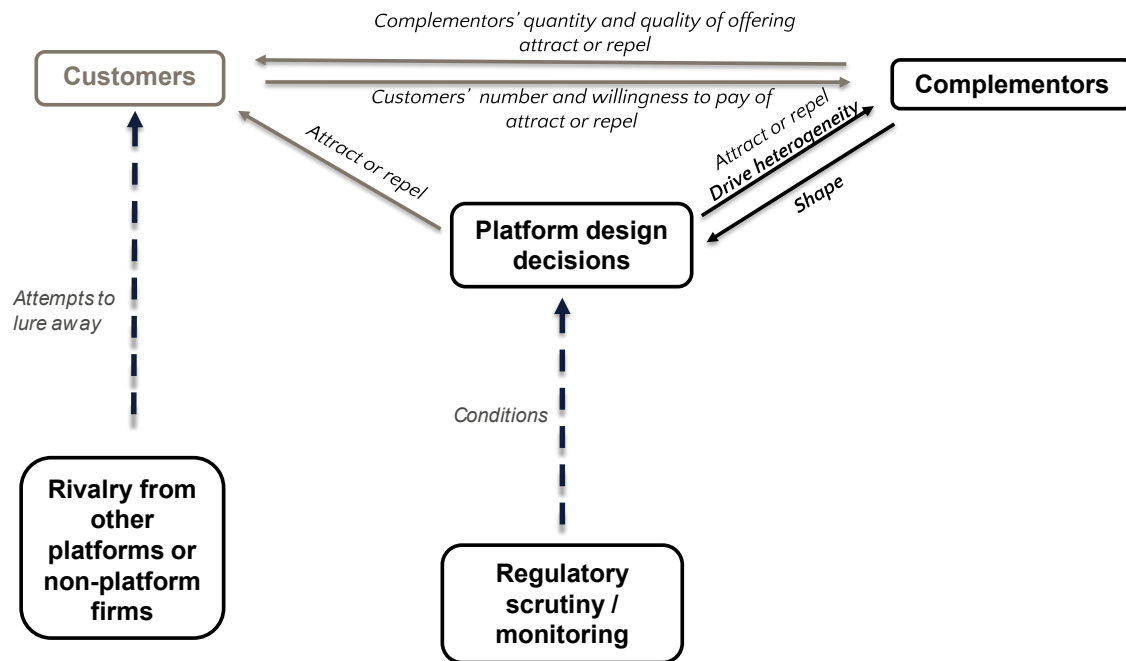 Complementors’ quantity and quality of offering
attract or repel
Customers
Complementors
Customers’ number and willingness to pay of
attract or repel
Attract or repel
Attract or repel
Drive heterogeneity
Shape
Platform design
decisions
Attempts to
lure away
Conditions
Rivalry from
other
platforms or
non-platform
firms
Regulatory
scrutiny /
monitoring